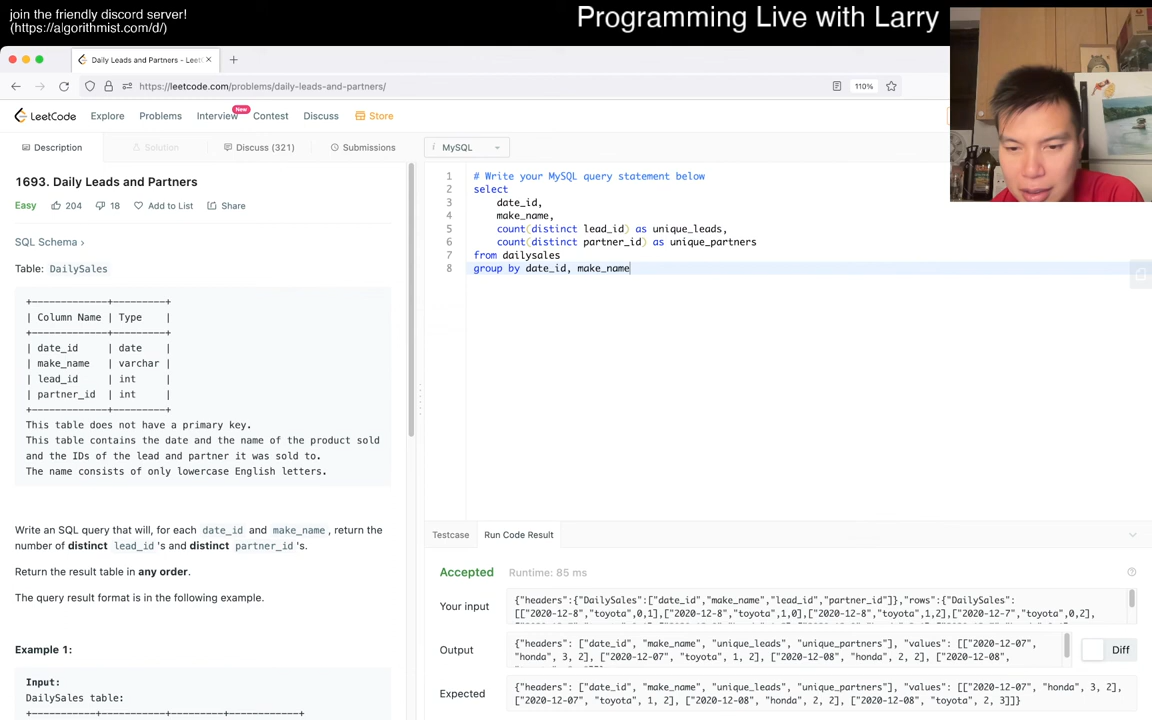 join the friendly discord server!
(https://algorithmist.com/d/)
Programming Live with Larry
Daily Leads and Partners - LeetC
https://leetcode.com/problems/daily-leads-and-partners/
110%
LeetCode
Explore
Problems
Interview
New
Contest
Discuss
Store
Description
Solution
Discuss (321)
Submissions
i MySQL
1693. Daily Leads and Partners
Easy
204
18
Add to List
Share
SQL Schema >
Table: DailySales
+-------------+---------+
| Column Name | Type    |
+-------------+---------+
| date_id     | date    |
| make_name   | varchar |
| lead_id     | int     |
| partner_id  | int     |
+-------------+---------+
This table does not have a primary key.
This table contains the date and the name of the product sold
and the IDs of the lead and partner it was sold to.
The name consists of only lowercase English letters.
Write an SQL query that will, for each date_id and make_name, return the
number of distinct lead_id's and distinct partner_id's.
Return the result table in any order.
The query result format is in the following example.
Example 1:
Input:
DailySales table:
1 # Write your MySQL query statement below
2 select
3     date_id,
4     make_name,
5     count(distinct lead_id) as unique_leads,
6     count(distinct partner_id) as unique_partners
7 from dailysales
8 group by date_id, make_name
Testcase
Run Code Result
Accepted
Runtime: 85 ms
Your input
{"headers":{"DailySales":["date_id","make_name","lead_id","partner_id"]},"rows":{"DailySales":
[["2020-12-8","toyota",0,1],["2020-12-8","toyota",1,0],["2020-12-8","toyota",1,2],["2020-12-7","toyota",0,2],
Output
{"headers": ["date_id", "make_name", "unique_leads", "unique_partners"], "values": [["2020-12-07",
"honda", 3, 2], ["2020-12-07", "toyota", 1, 2], ["2020-12-08", "honda", 2, 2], ["2020-12-08",
Diff
Expected
{"headers": ["date_id", "make_name", "unique_leads", "unique_partners"], "values": [["2020-12-07", "honda", 3, 2],
["2020-12-07", "toyota", 1, 2], ["2020-12-08", "honda", 2, 2], ["2020-12-08", "toyota", 2, 3]]}